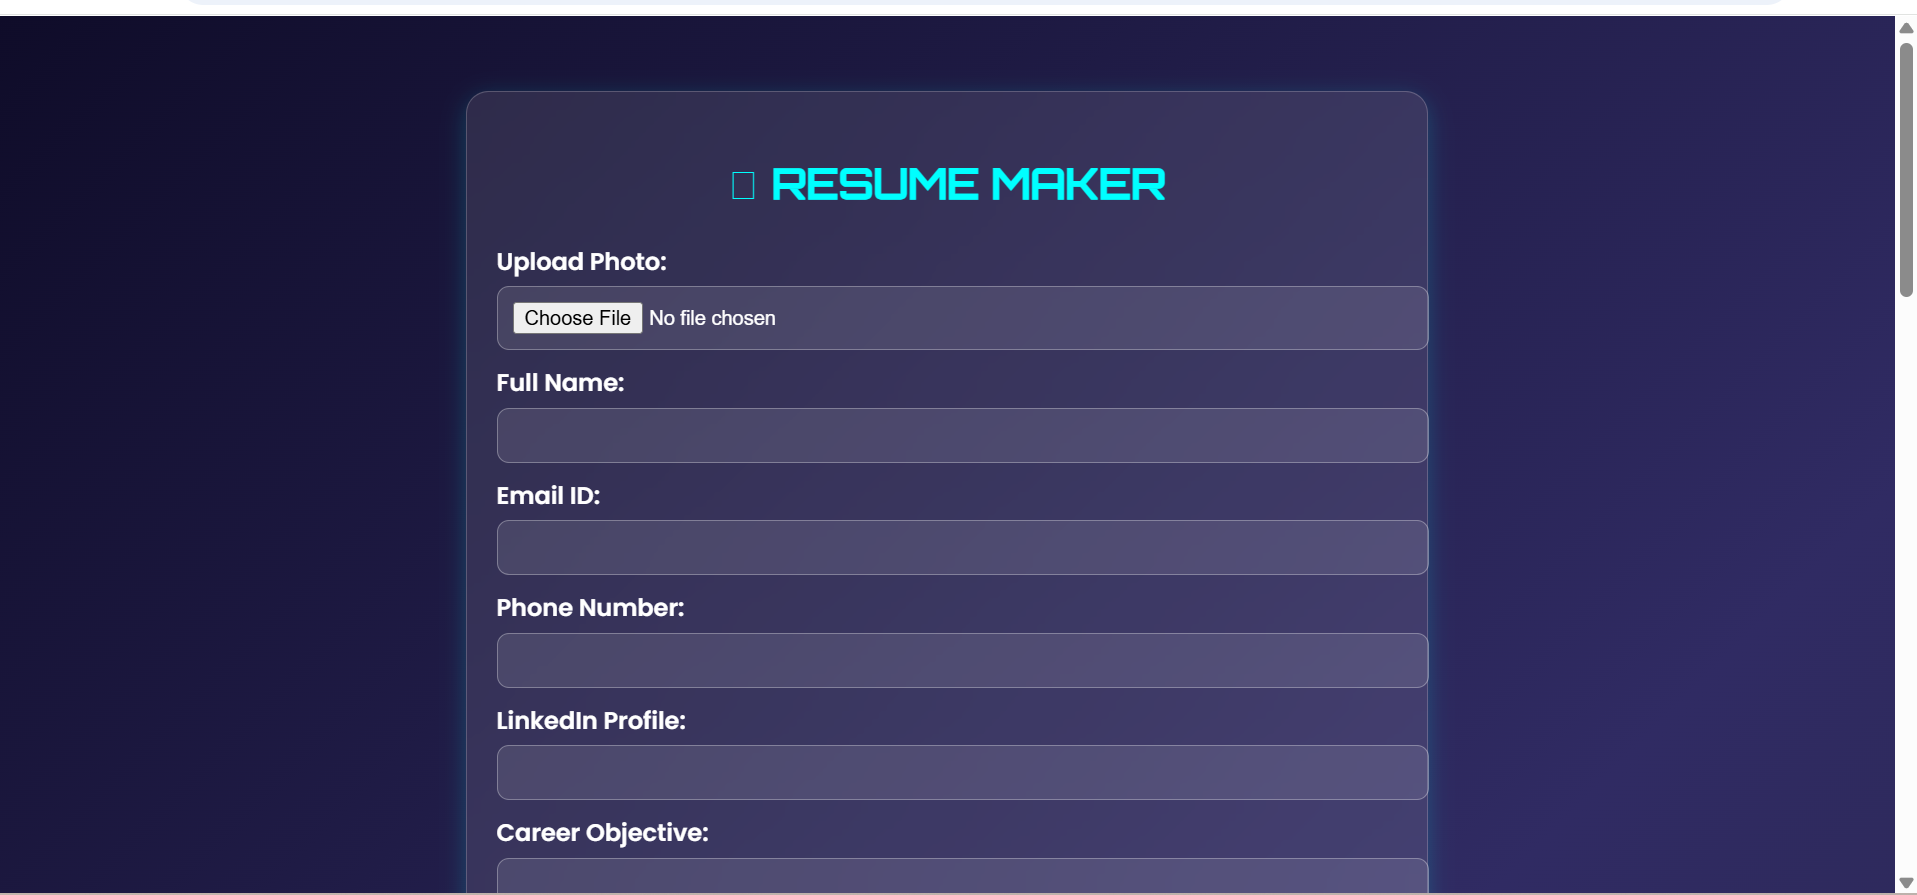 RESUME MAKER
Upload Photo:
Choose File No file chosen
Full Name:
Email ID:
Phone Number:
LinkedIn Profile:
Career Objective: